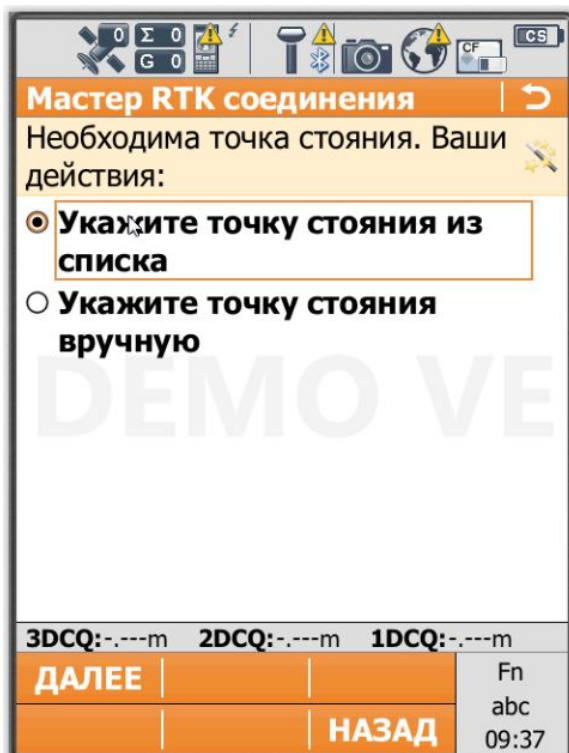 0 Σ 0
G 0
CF
CS
Мастер RTK соединения
Необходима точка стояния. Ваши
действия:
Укажите точку стояния из
списка
Укажите точку стояния
вручную
DEMO VE
3DCQ:-.---m 2DCQ:-.---m 1DCQ:-.---m
ДАЛЕЕ
Fn
abc
НАЗАД
09:37